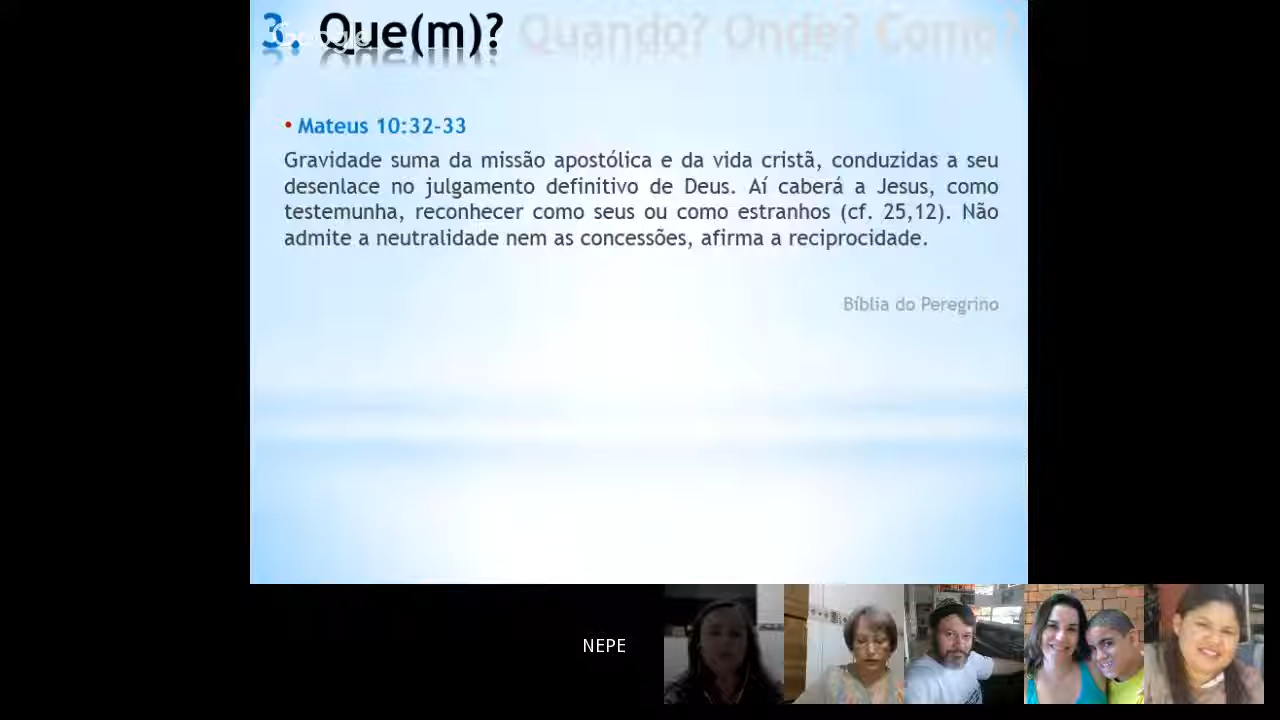 3. Que(m)? Quando? Onde? Como?
Google
• Mateus 10:32-33
Gravidade suma da missão apostólica e da vida cristã, conduzidas a seu
desenlace no julgamento definitivo de Deus. Aí caberá a Jesus, como
testemunha, reconhecer como seus ou como estranhos (cf. 25,12). Não
admite a neutralidade nem as concessões, afirma a reciprocidade.
Bíblia do Peregrino
NEPE